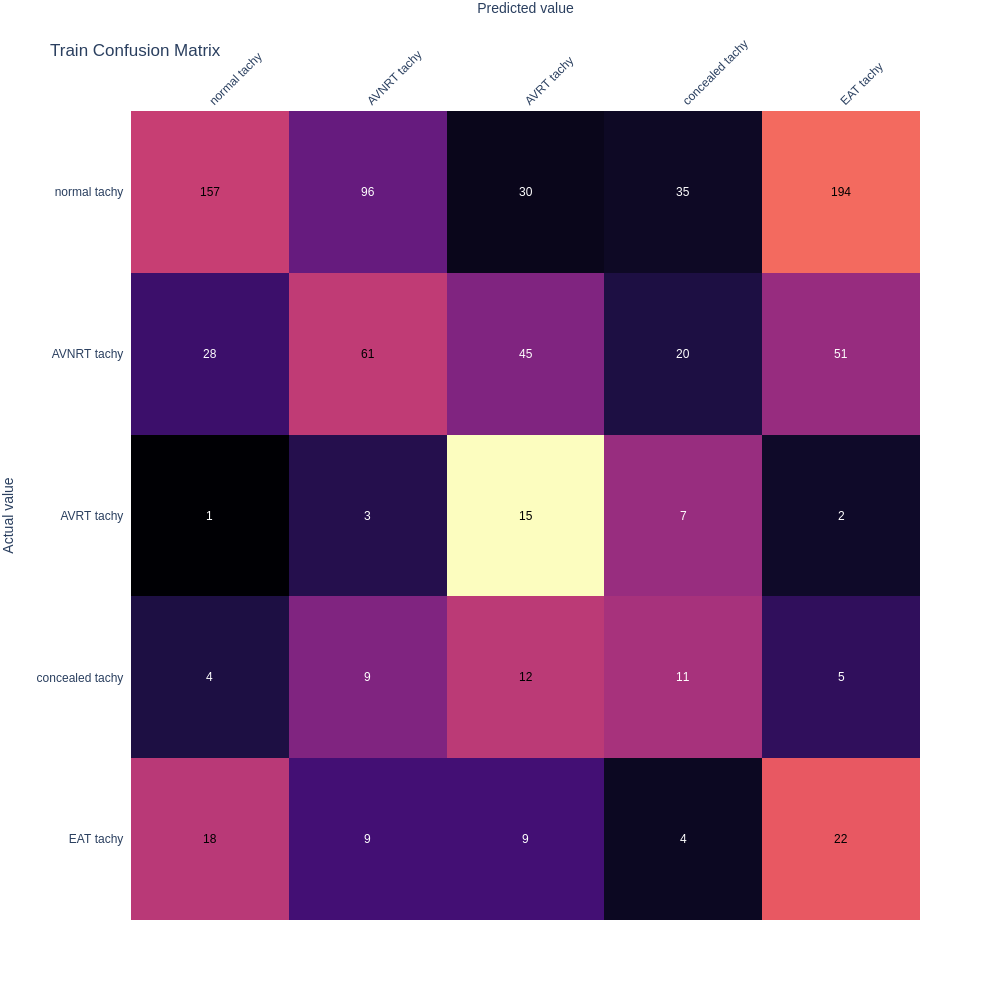 Predicted value
Train Confusion Matrix
normal tachy AVNRT tachy AVRT tachy concealed tachy EAT tachy
normal tachy 157 96 30 35 194
AVNRT tachy 28 61 45 20 51
Actual value
AVRT tachy 1 3 15 7 2
concealed tachy 4 9 12 11 5
EAT tachy 18 9 9 4 22